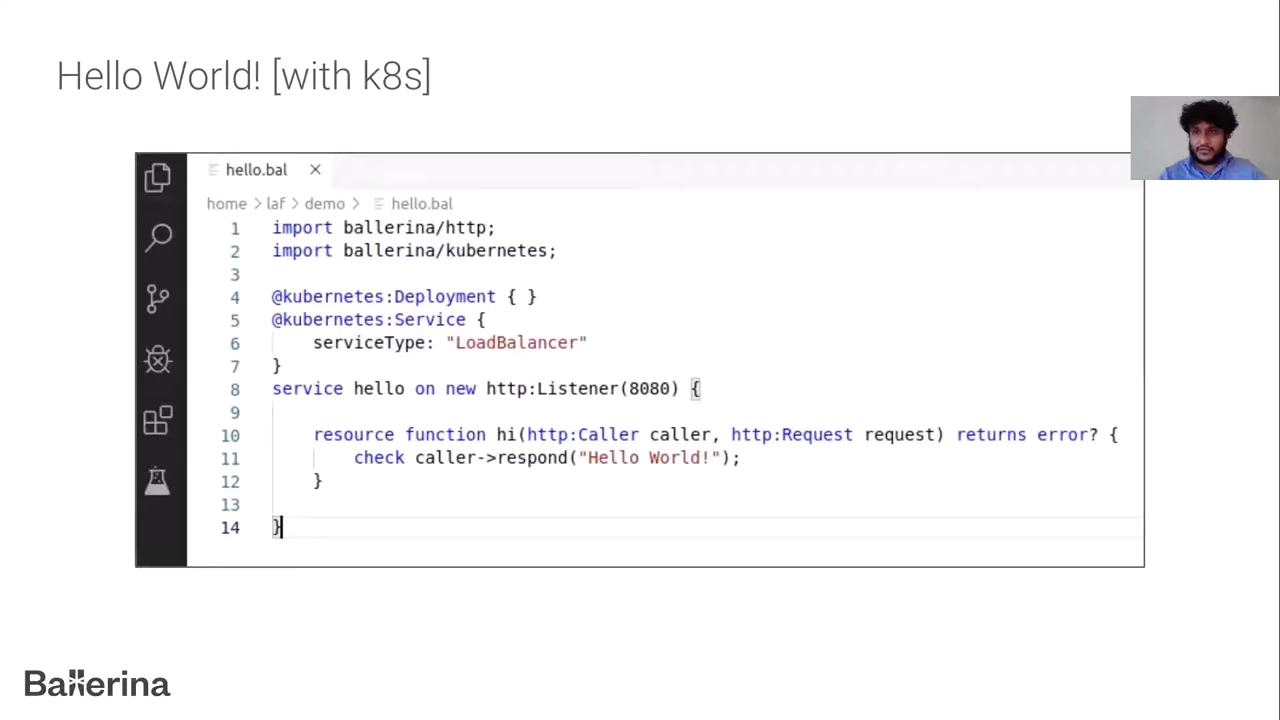 Hello World! [with k8s]
hello.bal
home > laf > demo > hello.bal
1 import ballerina/http;
2 import ballerina/kubernetes;
3
4 @kubernetes:Deployment { }
5 @kubernetes:Service {
6     serviceType: "LoadBalancer"
7 }
8 service hello on new http:Listener(8080) {
9
10     resource function hi(http:Caller caller, http:Request request) returns error? {
11         check caller->respond("Hello World!");
12     }
13
14 }
Ballerina